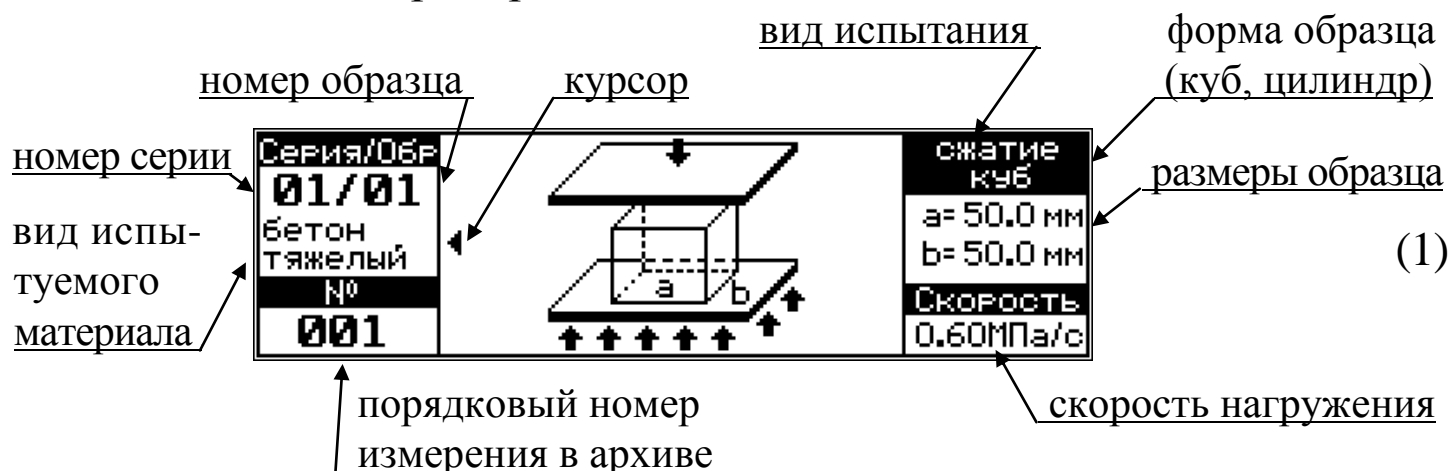 вид испытания
форма образца
(куб, цилиндр)
номер образца
курсор
номер серии
размеры образца
вид испы-
туемого
материала
(1)
Серия/Обр
01/01
бетон
тяжелый
№
001
a
b
сжатие
куб
a= 50.0 мм
b= 50.0 мм
Скорость
0.60МПа/с
порядковый номер
измерения в архиве
скорость нагружения